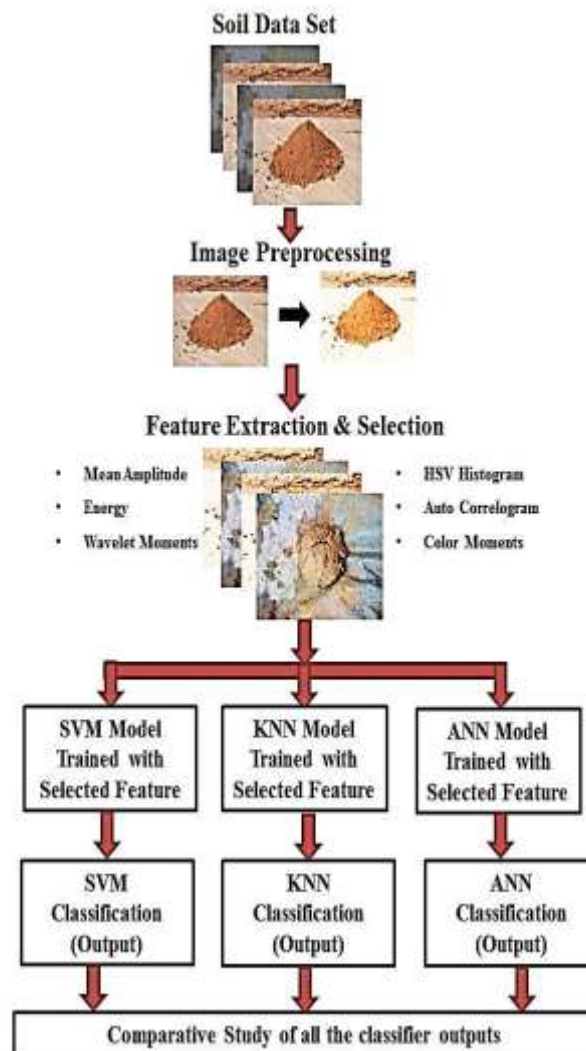 Soil Data Set
Image Preprocessing
Feature Extraction & Selection
• Mean Amplitude
• Energy
• Wavelet Moments
• HSV Histogram
• Auto Correlogram
• Color Moments
SVM Model
Trained with
Selected Feature
KNN Model
Trained with
Selected Feature
ANN Model
Trained with
Selected Feature
SVM
Classification
(Output)
KNN
Classification
(Output)
ANN
Classification
(Output)
Comparative Study of all the classifier outputs